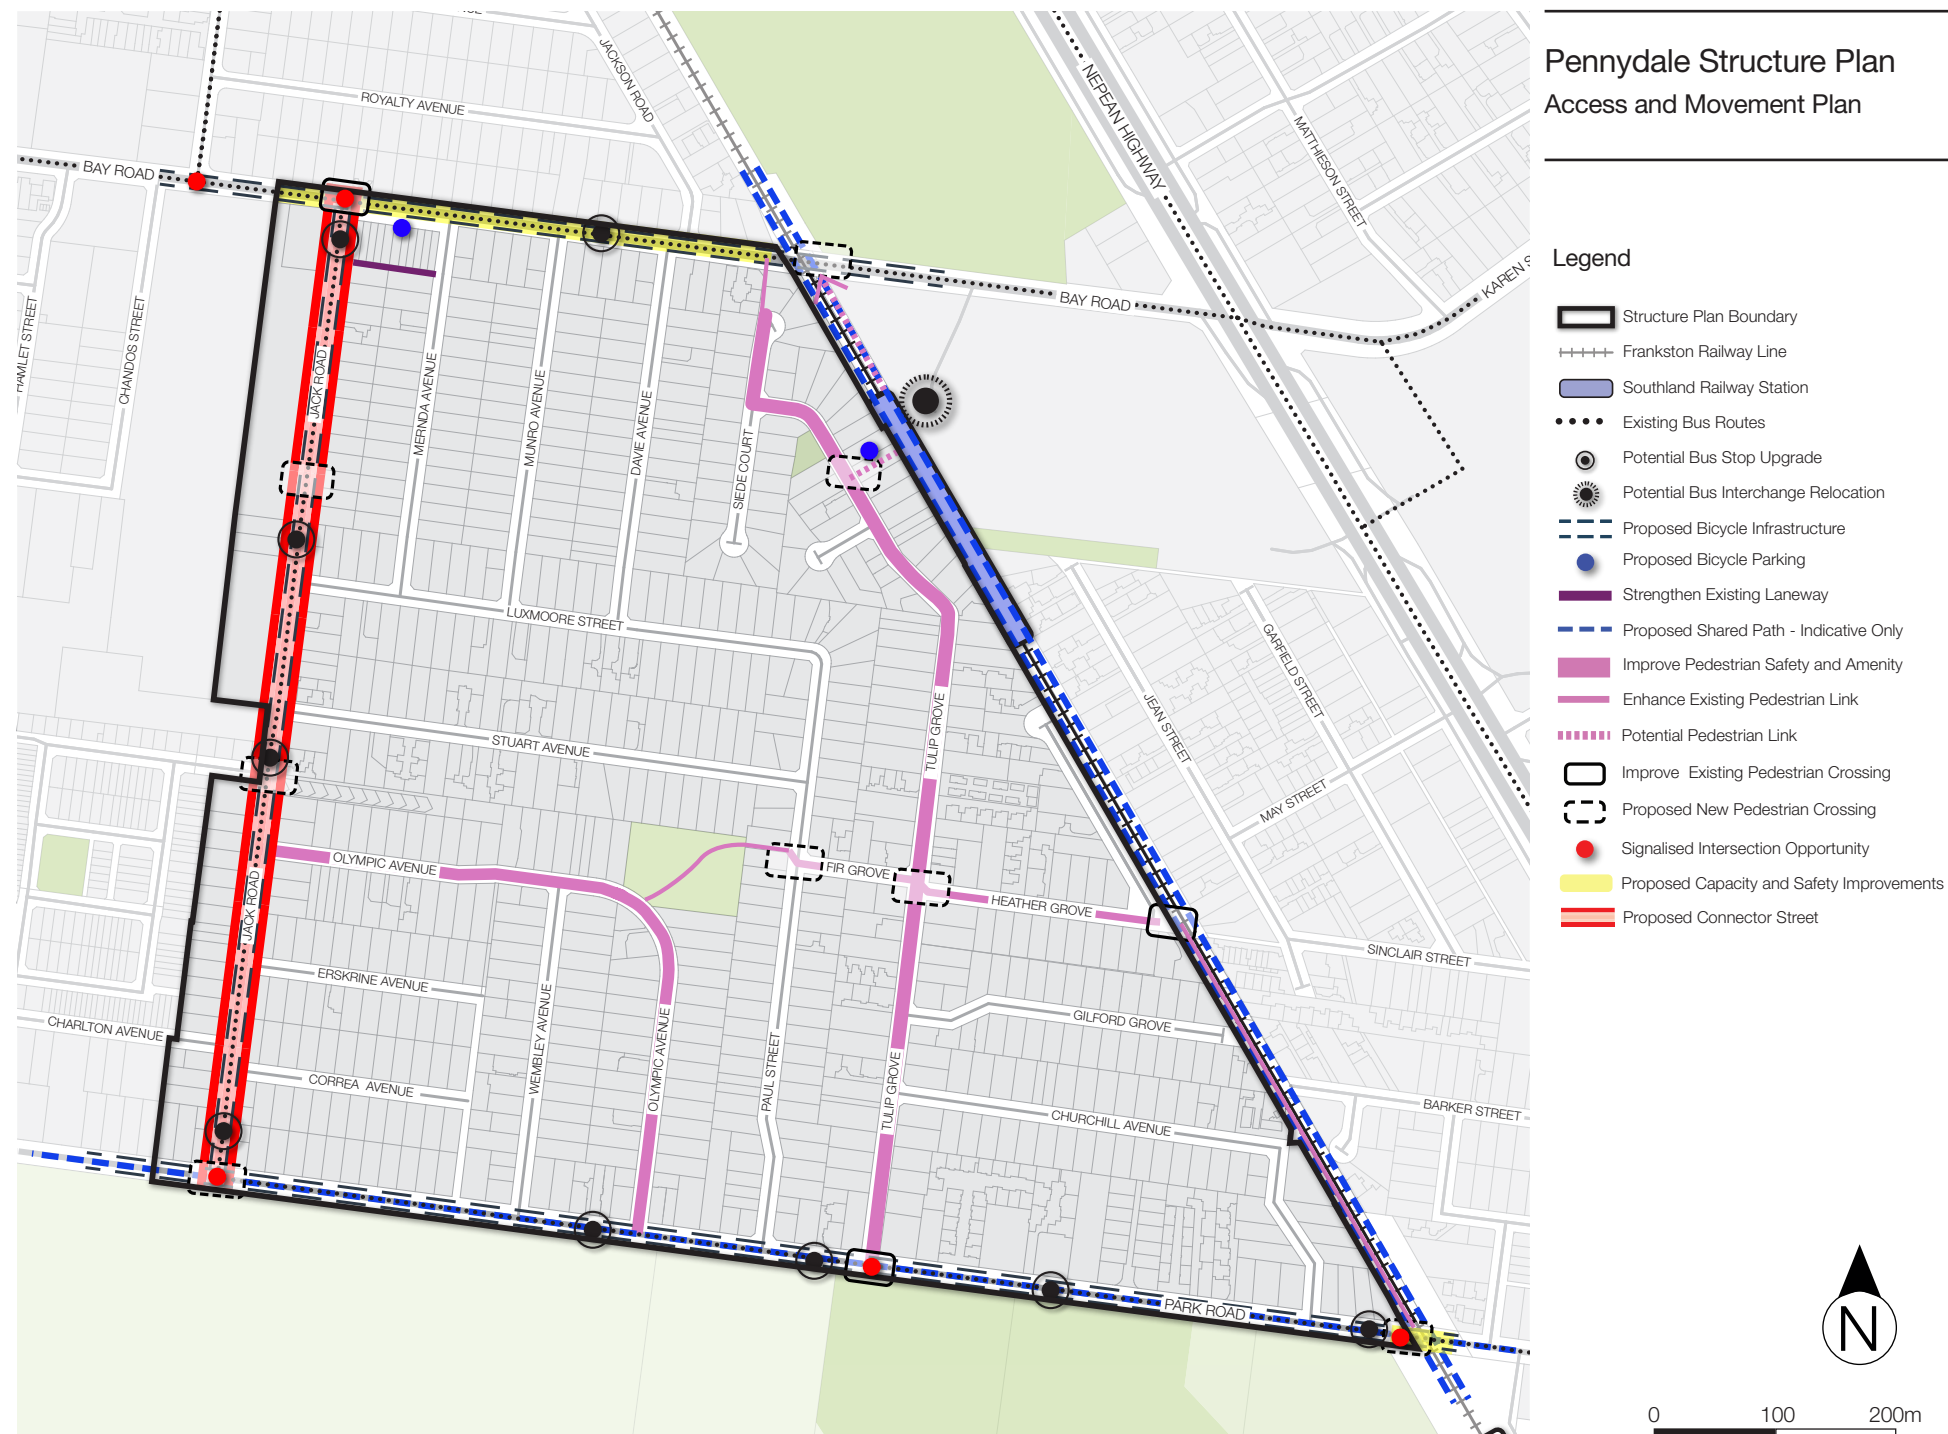 Pennydale Structure Plan
Access and Movement Plan
Legend
Structure Plan Boundary
Frankston Railway Line
Southland Railway Station
Existing Bus Routes
Potential Bus Stop Upgrade
Potential Bus Interchange Relocation
Proposed Bicycle Infrastructure
Proposed Bicycle Parking
Strengthen Existing Laneway
Proposed Shared Path - Indicative Only
Improve Pedestrian Safety and Amenity
Enhance Existing Pedestrian Link
Potential Pedestrian Link
Improve Existing Pedestrian Crossing
Proposed New Pedestrian Crossing
Signalised Intersection Opportunity
Proposed Capacity and Safety Improvements
Proposed Connector Street
N
0 100 200m
JACKSON ROAD
ROYALTY AVENUE
NEPEAN HIGHWAY
MATTHIESON STREET
BAY ROAD
KAREN S
BAY ROAD
HAMLET STREET
CHANDOS STREET
JACK ROAD
MERNDA AVENUE
MUNRO AVENUE
DAVIE AVENUE
SIEDE COURT
LUXMOORE STREET
GARFIELD STREET
JEAN STREET
STUART AVENUE
TULIP GROVE
MAY STREET
OLYMPIC AVENUE
FIR GROVE
HEATHER GROVE
JACK ROAD
SINCLAIR STREET
ERSKINE AVENUE
CHARLTON AVENUE
GILFORD GROVE
WEMBLEY AVENUE
OLYMPIC AVENUE
PAUL STREET
TULIP GROVE
CORREA AVENUE
CHURCHILL AVENUE
BARKER STREET
PARK ROAD